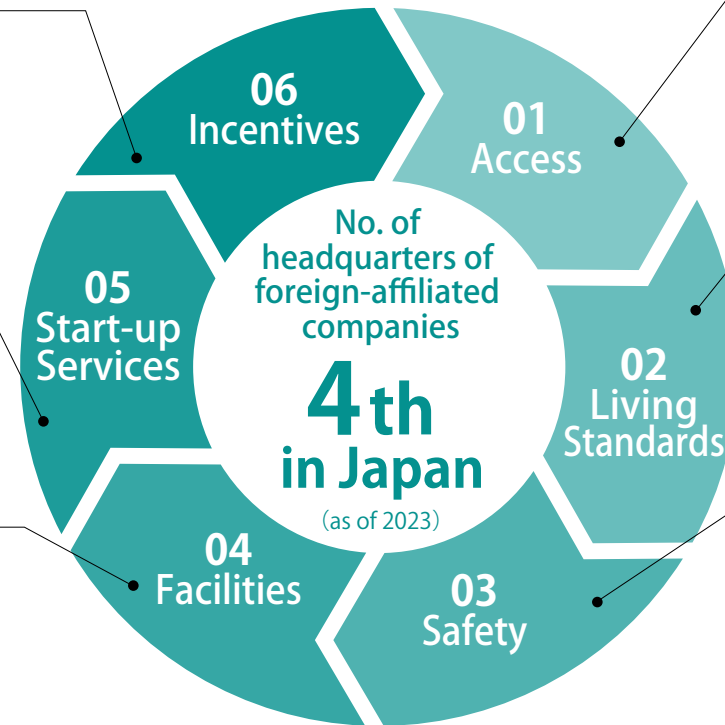 06
Incentives
01
Access
No. of
headquarters of
foreign-affiliated
companies
4th
in Japan
(as of 2023)
05
Start-up
Services
02
Living
Standards
04
Facilities
03
Safety